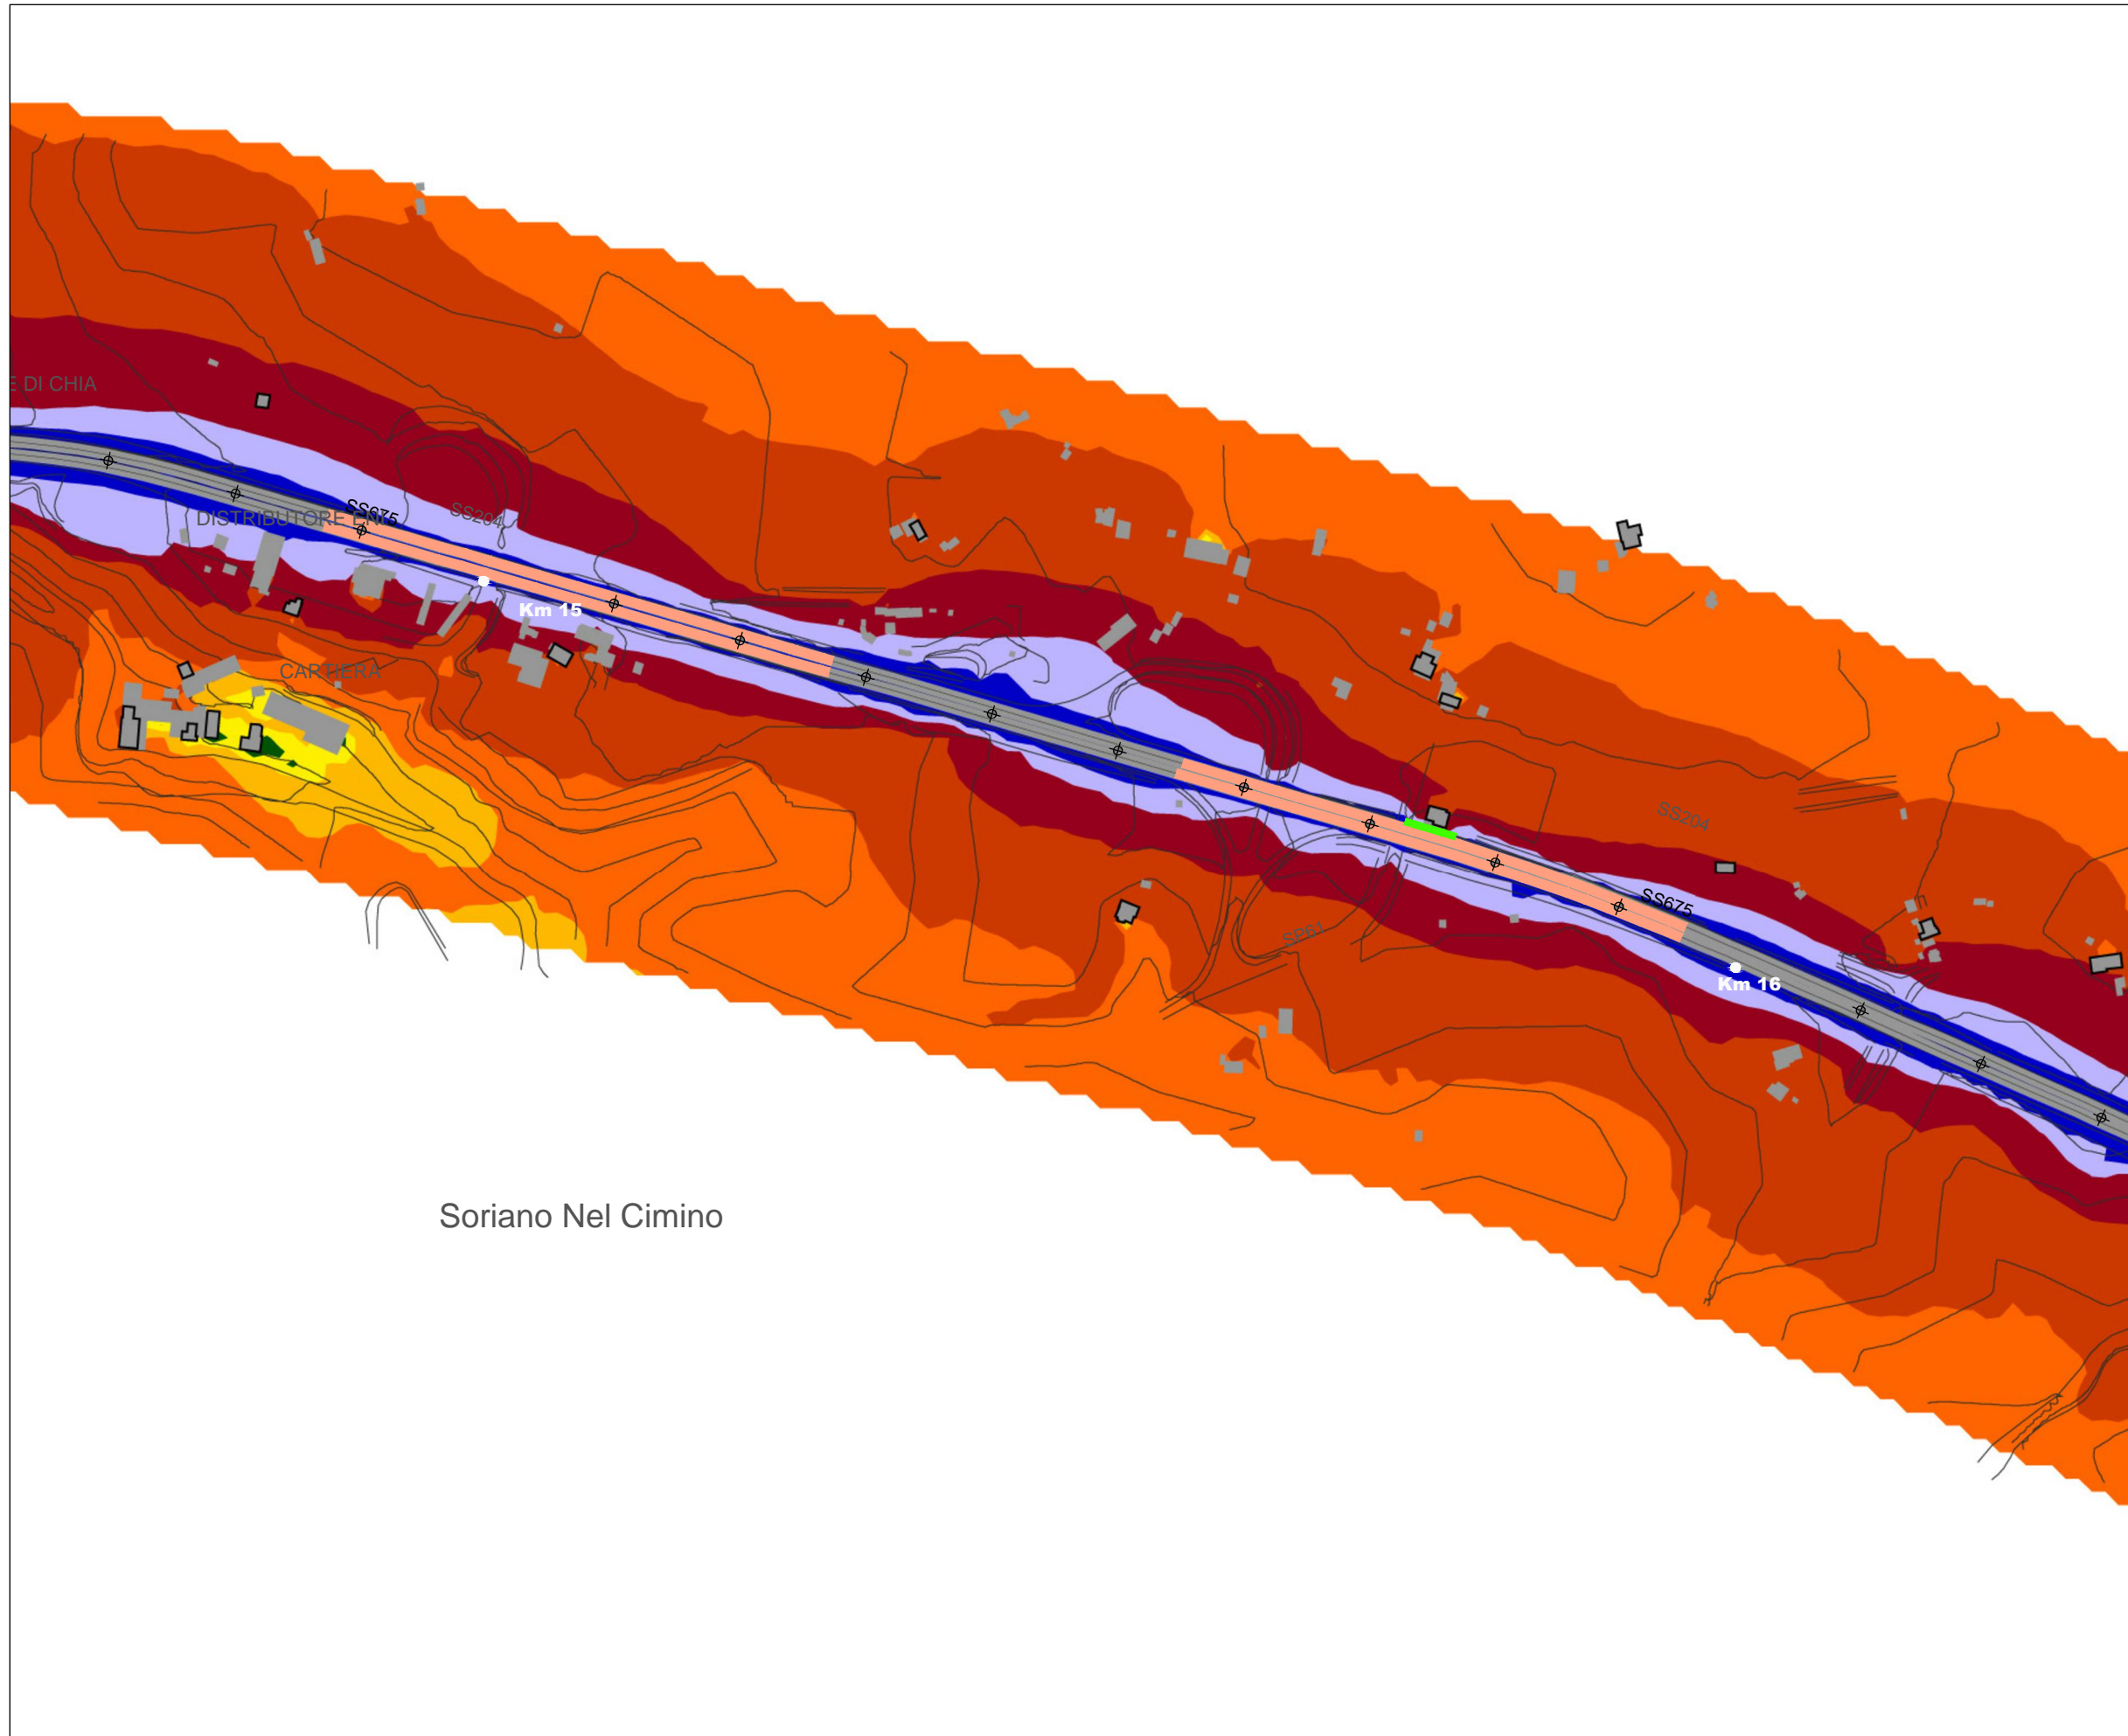 E DI CHIA
SS675
SS204
DISTRIBUTORE ENI
Km 15
CARTIERA
SS204
SS675
SP61
Km 16
Soriano Nel Cimino